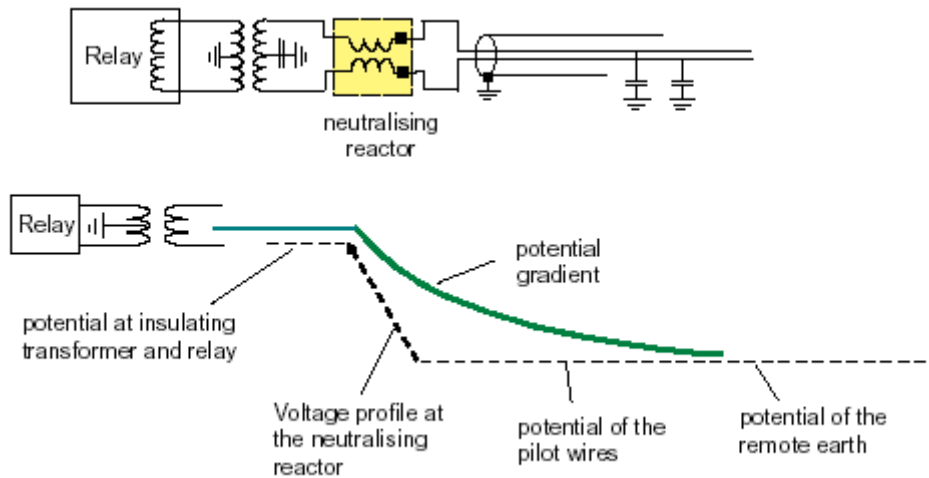 Relay
neutralising
reactor
Relay
potential
gradient
potential at insulating
transformer and relay
Voltage profile at
the neutralising
reactor
potential of the
pilot wires
potential of the
remote earth